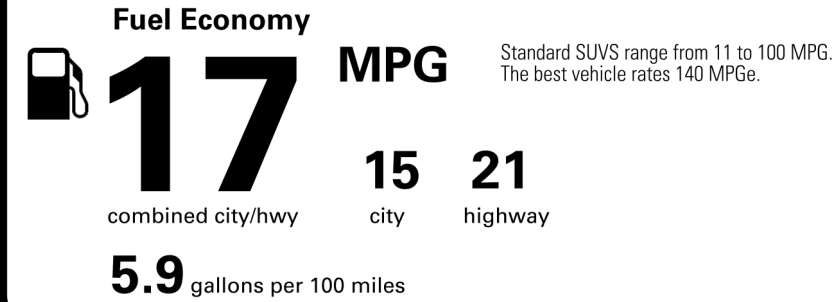 Fuel Economy
17 MPG
Standard SUVS range from 11 to 100 MPG.
The best vehicle rates 140 MPGe.
15 21
combined city/hwy city highway
5.9 gallons per 100 miles